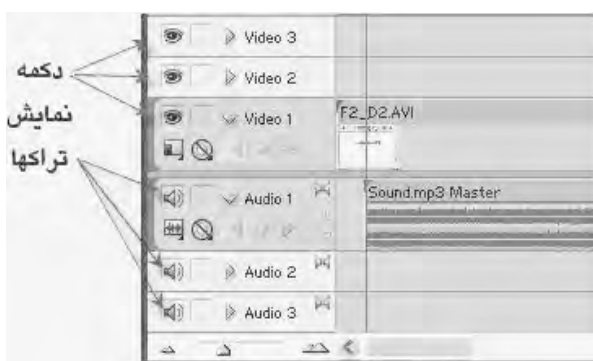 دکمه
نمایش
تراکها
Video 3
Video 2
Video 1
F2_D2.AVI
Audio 1
Sound.mp3 Master
Audio 2
Audio 3